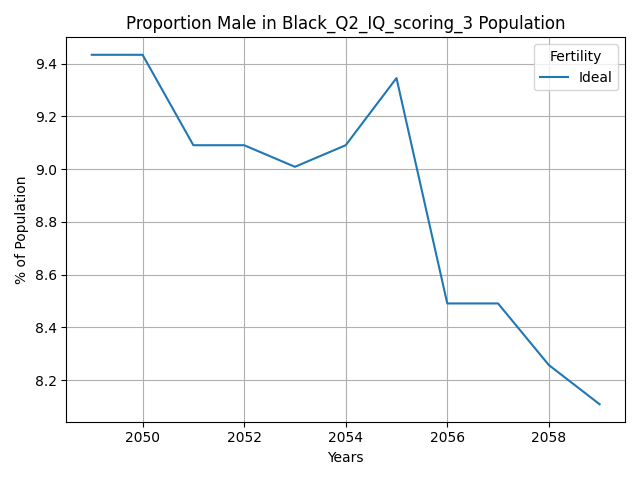 Proportion Male in Black_Q2_IQ_scoring_3 Population
Fertility
Ideal
9.4
9.2
9.0
8.8
8.6
8.4
8.2
% of Population
2050 2052 2054 2056 2058
Years